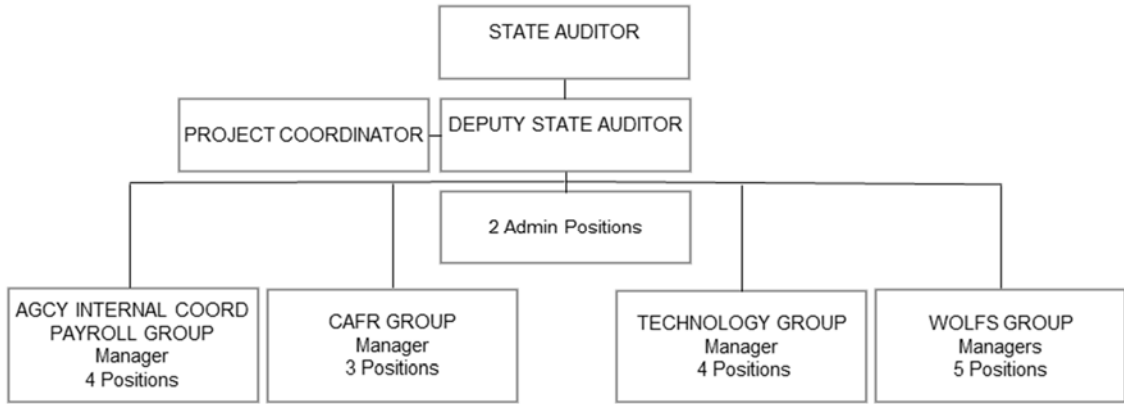 STATE AUDITOR
PROJECT COORDINATOR
DEPUTY STATE AUDITOR
2 Admin Positions
AGCY INTERNAL COORD
PAYROLL GROUP
Manager
4 Positions
CAFR GROUP
Manager
3 Positions
TECHNOLOGY GROUP
Manager
4 Positions
WOLFS GROUP
Managers
5 Positions